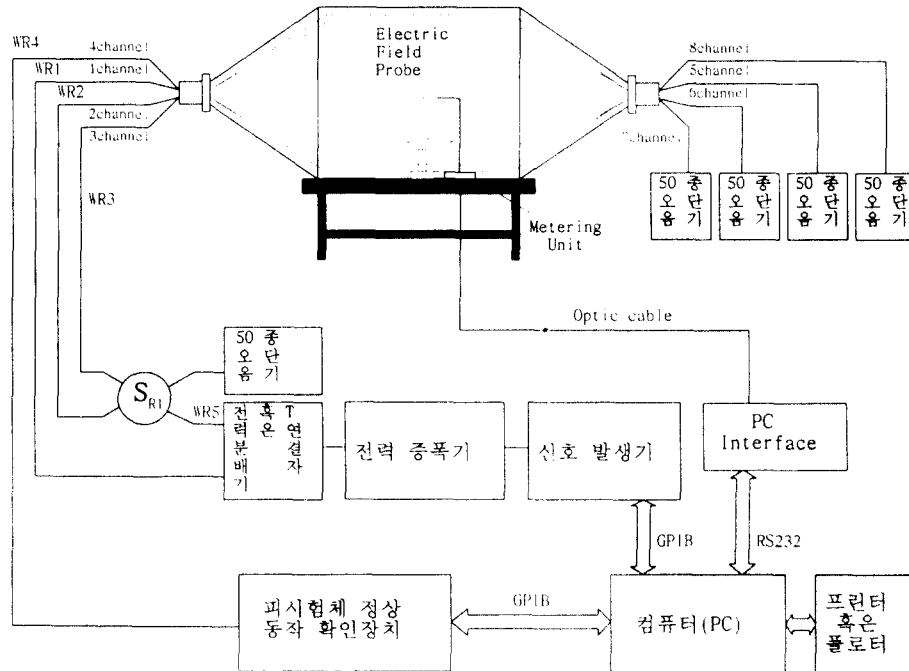 WR4
4channel
WR1
1channel
WR2
2channel
3channel
WR3
Electric
Field
Probe
8channel
5channel
6channel
7channel
50 종
오 단
옴 기
50 종
오 단
옴 기
50 종
오 단
옴 기
50 종
오 단
옴 기
Metering
Unit
Optic cable
50 종
오 단
옴 기
S R1
WR5
전력분배기
혹은
T연결자
전력 증폭기
신호 발생기
PC
Interface
GPIB
RS232
피시험체 정상
동작 확인장치
GPIB
컴퓨터(PC)
프린터
혹은
플로터